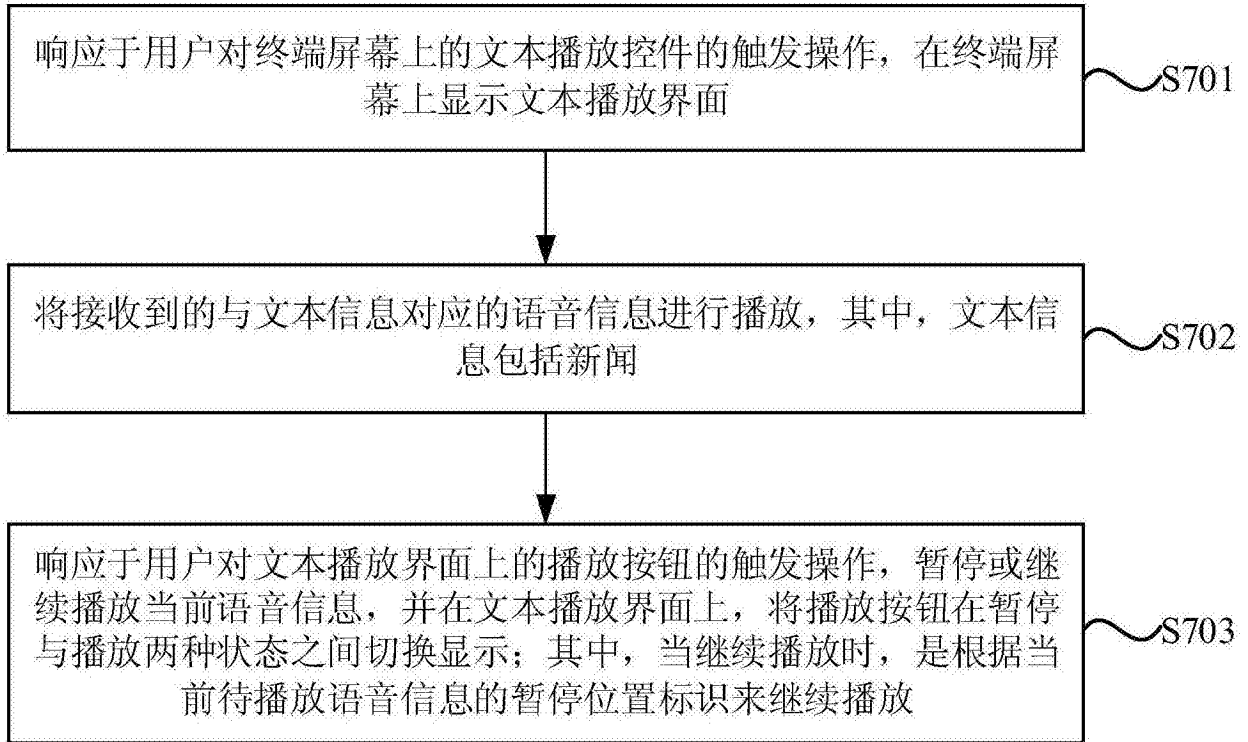 响应于用户对终端屏幕上的文本播放控件的触发操作，在终端屏
幕上显示文本播放界面
S701
将接收到的与文本信息对应的语音信息进行播放，其中，文本信
息包括新闻
S702
响应于用户对文本播放界面上的播放按钮的触发操作，暂停或继
续播放当前语音信息，并在文本播放界面上，将播放按钮在暂停
与播放两种状态之间切换显示；其中，当继续播放时，是根据当
前待播放语音信息的暂停位置标识来继续播放
S703